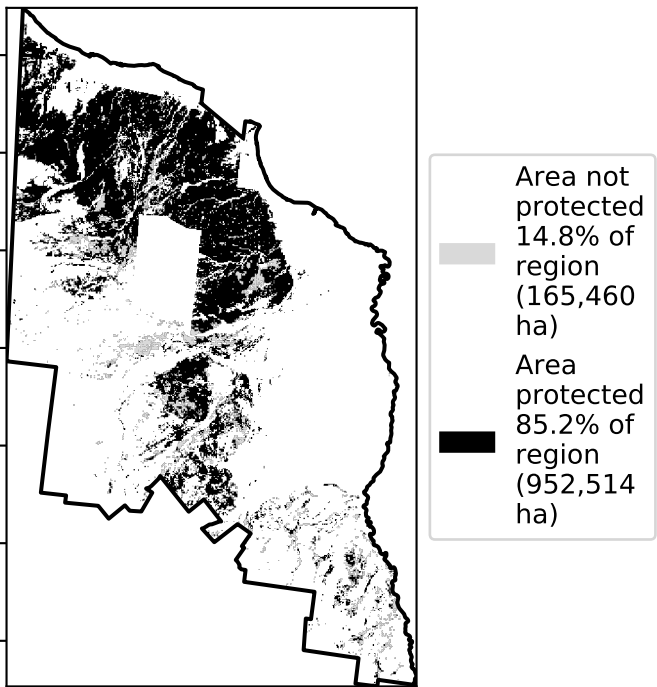 Area not
protected
14.8% of
region
(165,460
ha)
Area
protected
85.2% of
region
(952,514
ha)